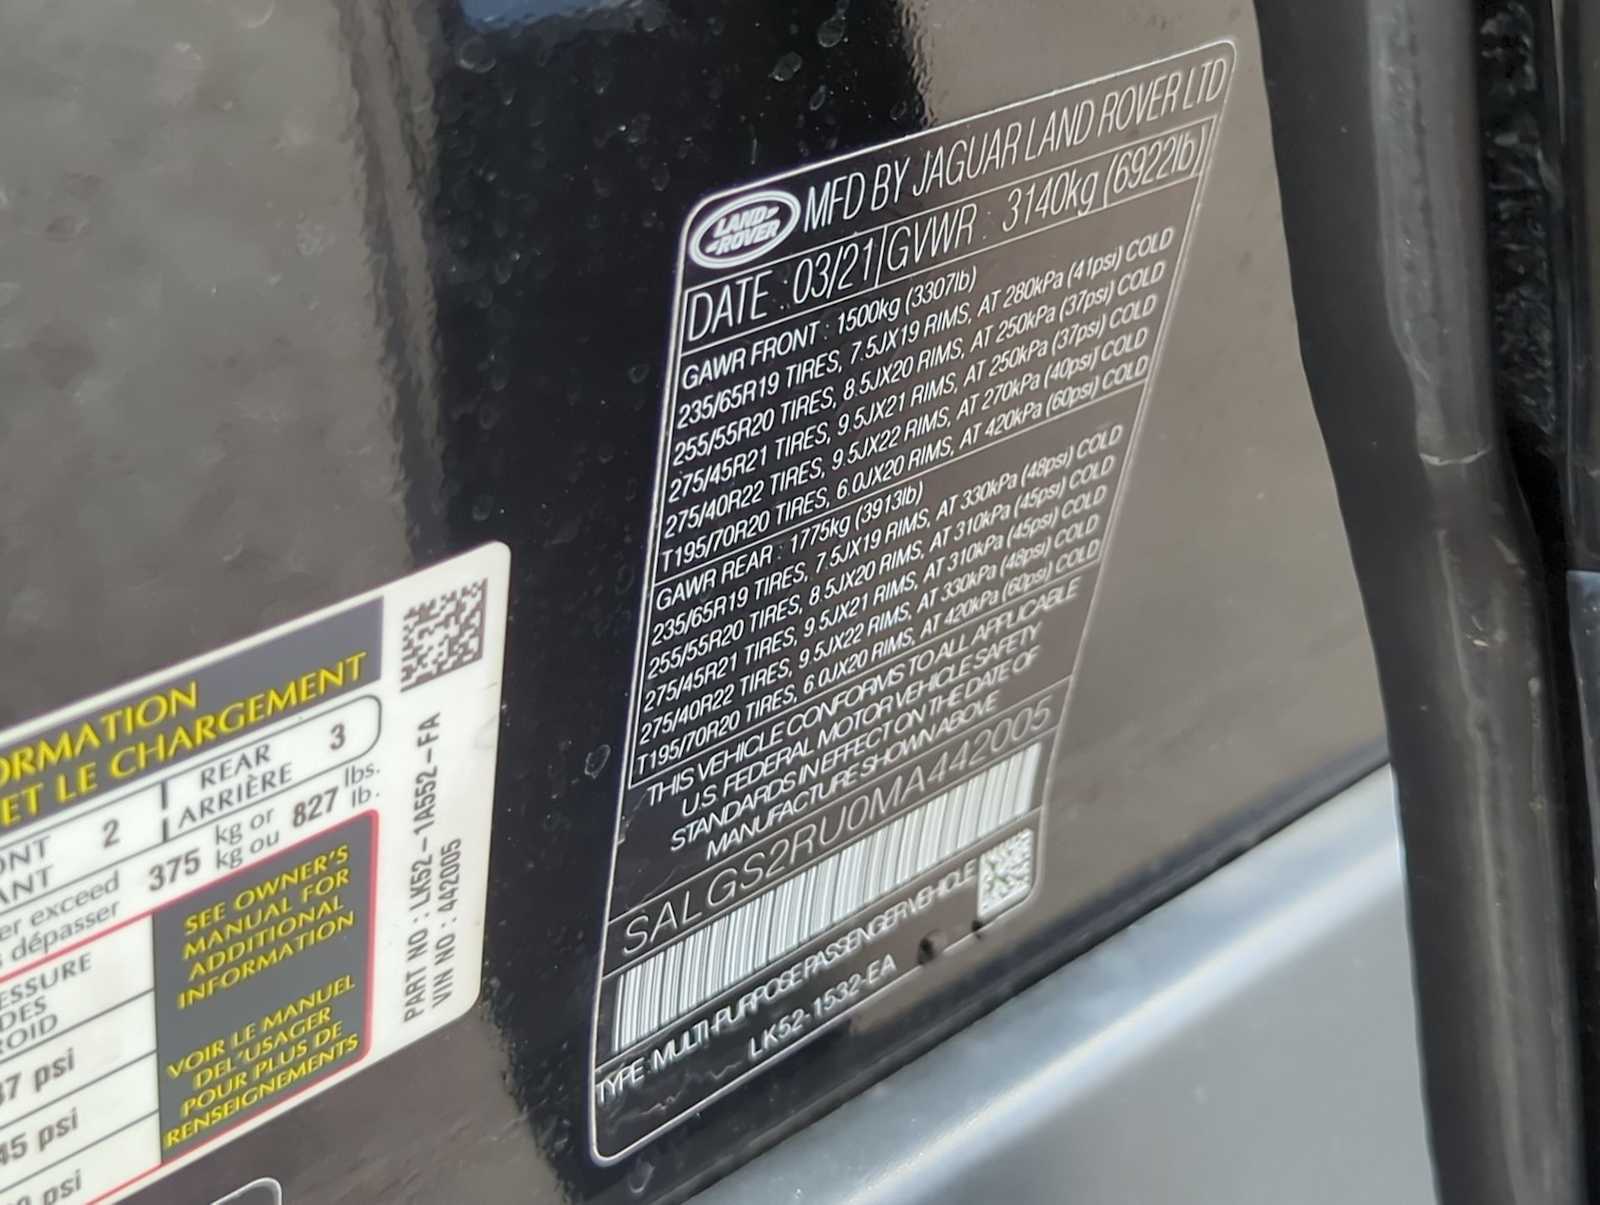 LAND ROVER
MFD BY JAGUAR LAND ROVER LTD
DATE : 03/21 GVWR : 3140kg (6922lb)
GAWR FRONT : 1500kg (3307lb)
235/65R19 TIRES, 7.5JX19 RIMS, AT 280kPa (41psi) COLD
255/55R20 TIRES, 8.5JX20 RIMS, AT 250kPa (37psi) COLD
275/45R21 TIRES, 9.5JX21 RIMS, AT 250kPa (37psi) COLD
275/40R22 TIRES, 9.5JX22 RIMS, AT 270kPa (40psi) COLD
T195/70R20 TIRES, 6.0JX20 RIMS, AT 420kPa (60psi) COLD
GAWR REAR : 1775kg (3913lb)
235/65R19 TIRES, 7.5JX19 RIMS, AT 330kPa (48psi) COLD
255/55R20 TIRES, 8.5JX20 RIMS, AT 310kPa (45psi) COLD
275/45R21 TIRES, 9.5JX21 RIMS, AT 310kPa (45psi) COLD
275/40R22 TIRES, 9.5JX22 RIMS, AT 330kPa (48psi) COLD
T195/70R20 TIRES, 6.0JX20 RIMS, AT 420kPa (60psi) COLD
THIS VEHICLE CONFORMS TO ALL APPLICABLE
U.S. FEDERAL MOTOR VEHICLE SAFETY
STANDARDS IN EFFECT ON THE DATE OF
MANUFACTURE SHOWN ABOVE
SALGS2RU0MA442005
TYPE : MULTI-PURPOSE PASSENGER VEHICLE
LK52-1532-EA
ORMATION
ET LE CHARGEMENT
ONT 2 REAR 3
ANT ARRIÈRE
er exceed 375 kg or 827 lbs.
dépasser kg ou lb.
ESSURE
DES
ROID
37 psi
45 psi
psi
SEE OWNER'S
MANUAL FOR
ADDITIONAL
INFORMATION
VOIR LE MANUEL
DEL'USAGER
POUR PLUS DE
RENSEIGNEMENTS
PART NO : LK52-1A552-FA
VIN NO : 442005